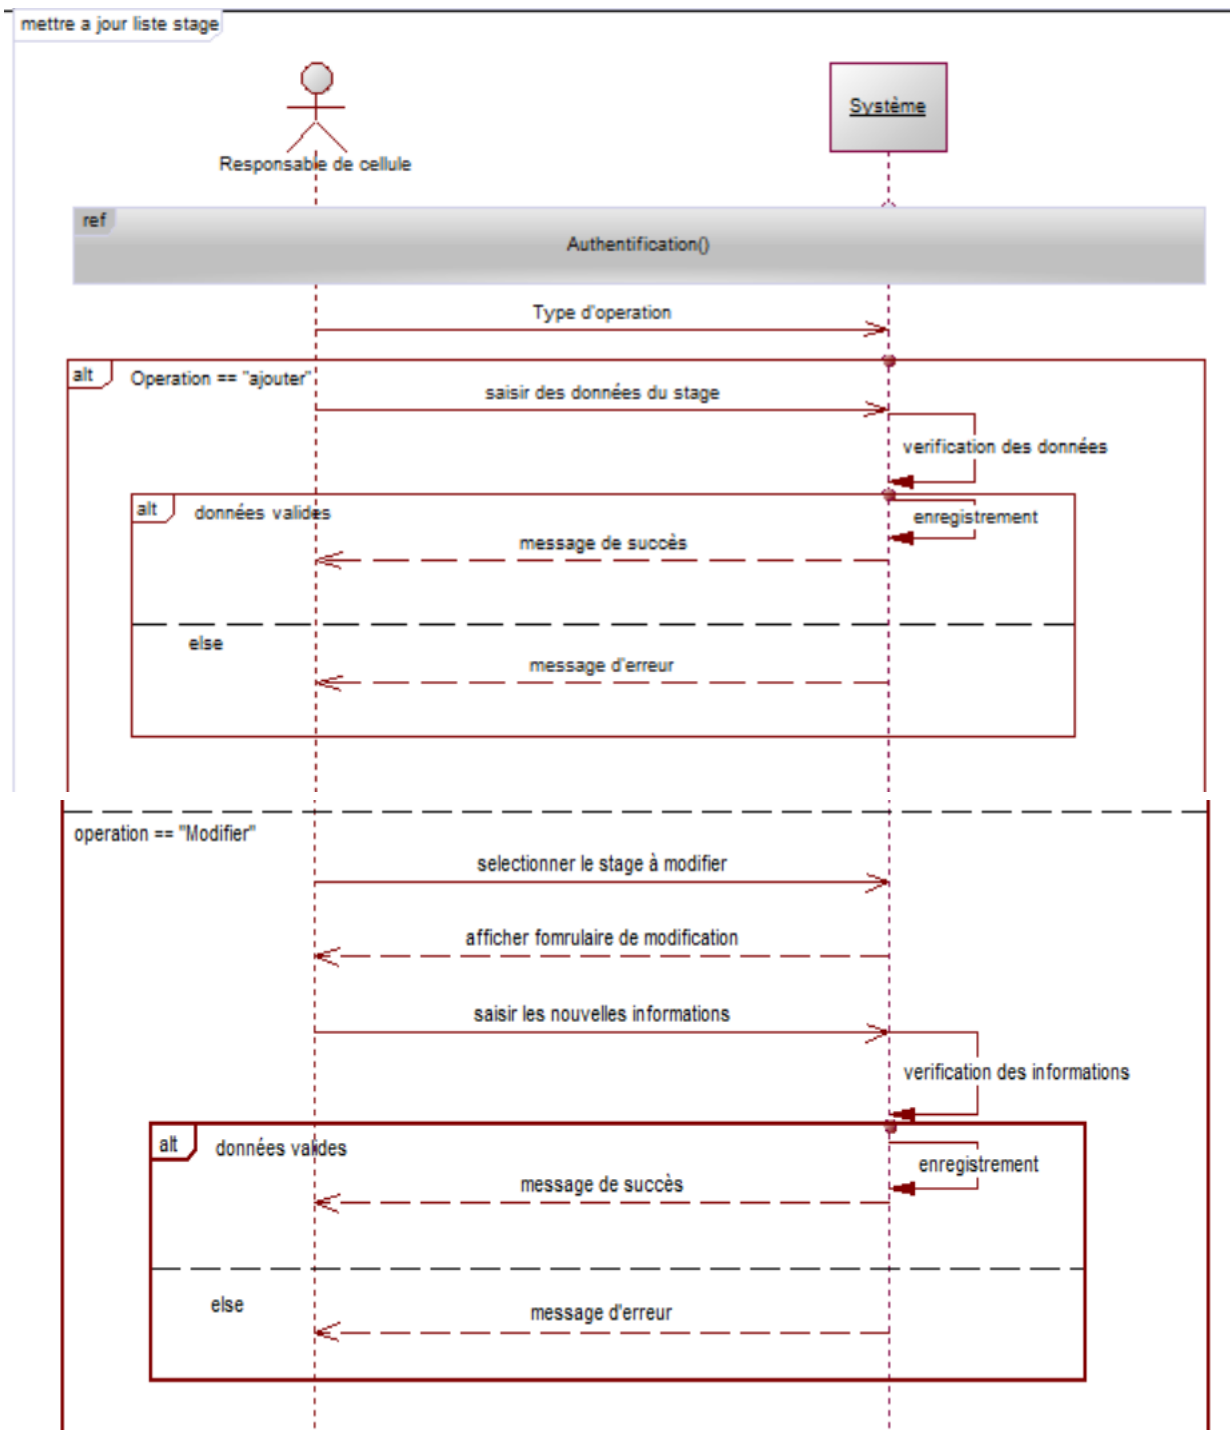 mettre a jour liste stage
Système
Responsable de cellule
ref
Authentification()
Type d'operation
alt
Operation == "ajouter"
saisir des données du stage
verification des données
alt
données valides
enregistrement
message de succès
else
message d'erreur
operation == "Modifier"
selectionner le stage à modifier
afficher fomrulaire de modification
saisir les nouvelles informations
verification des informations
alt
données valides
enregistrement
message de succès
else
message d'erreur